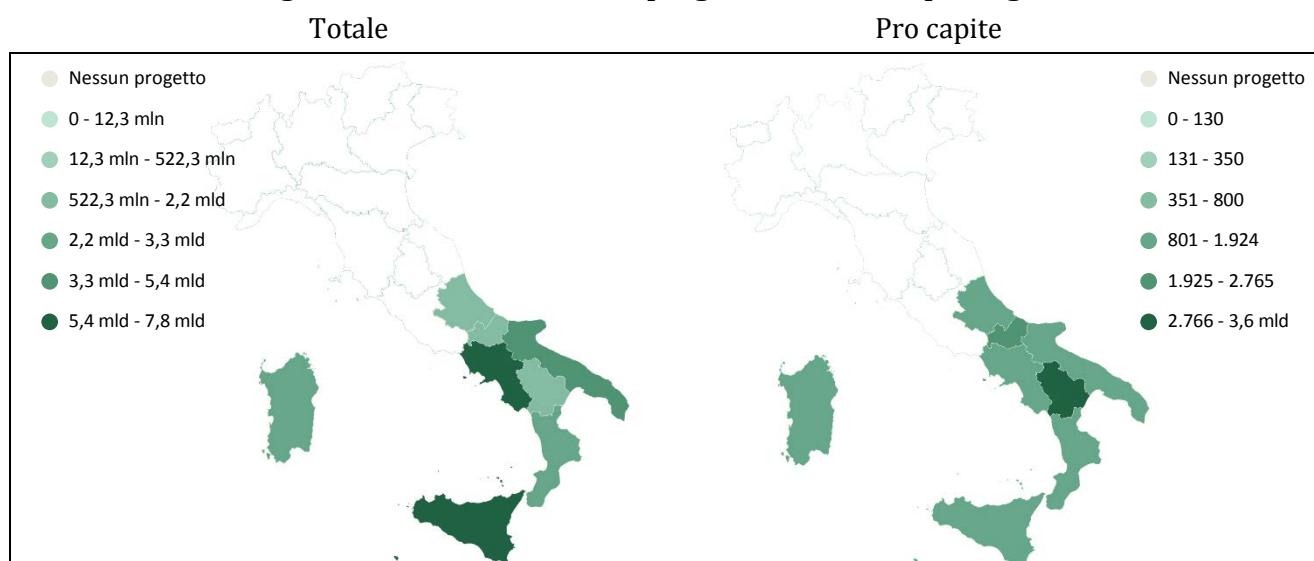 Totale
Pro capite
Nessun progetto
0 - 12,3 mln
12,3 mln - 522,3 mln
522,3 mln - 2,2 mld
2,2 mld - 3,3 mld
3,3 mld - 5,4 mld
5,4 mld - 7,8 mld
Nessun progetto
0 - 130
131 - 350
351 - 800
801 - 1.924
1.925 - 2.765
2.766 - 3,6 mld